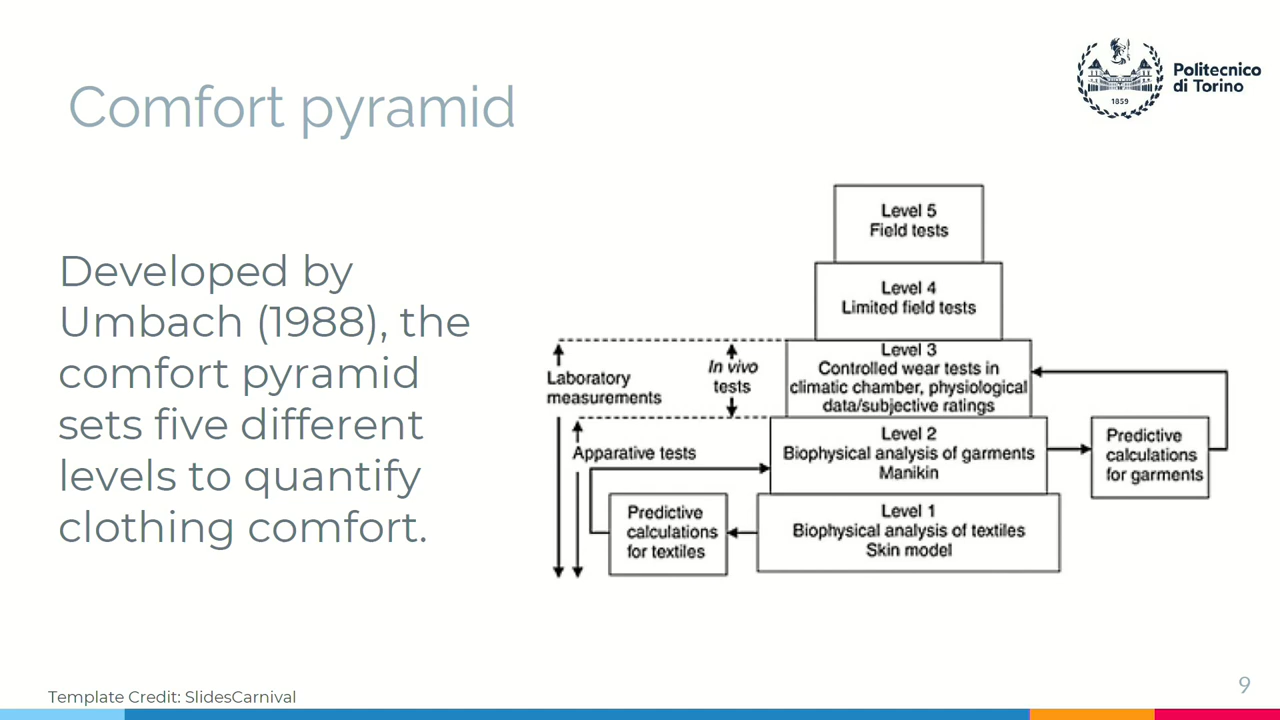 Comfort pyramid
Politecnico
di Torino
1859
Developed by
Umbach (1988), the
comfort pyramid
sets five different
levels to quantify
clothing comfort.
Level 5
Field tests
Level 4
Limited field tests
Level 3
Controlled wear tests in
climatic chamber, physiological
data/subjective ratings
In vivo
tests
Laboratory
measurements
Level 2
Biophysical analysis of garments
Manikin
Predictive
calculations
for garments
Apparative tests
Level 1
Biophysical analysis of textiles
Skin model
Predictive
calculations
for textiles
Template Credit: SlidesCarnival
9